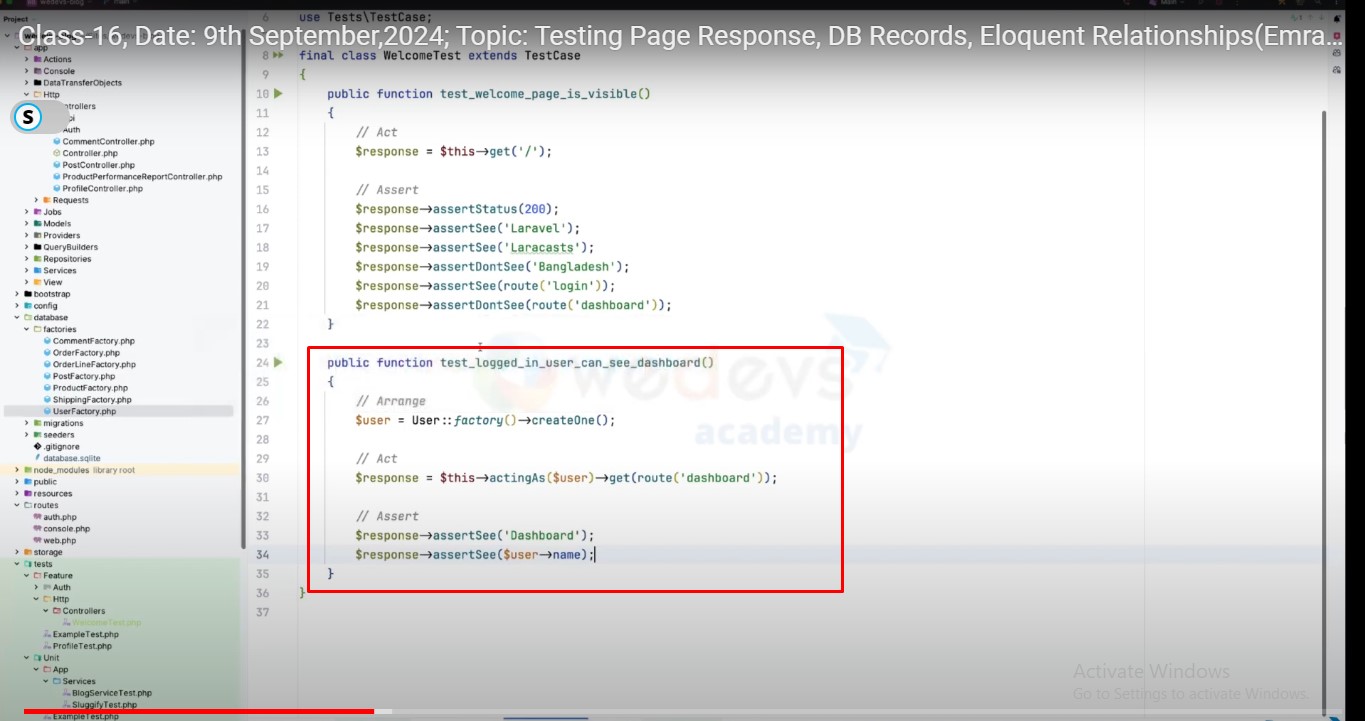 wedevs-blog
main
Project
6 use Tests\TestCase;
Class-16, Date: 9th September,2024; Topic: Testing Page Response, DB Records, Eloquent Relationships(Emra...
app
Actions
Console
DataTransferObjects
Http
S
Auth
CommentController.php
Controller.php
PostController.php
ProductPerformanceReportController.php
ProfileController.php
Requests
Jobs
Models
Providers
QueryBuilders
Repositories
Services
View
bootstrap
config
database
factories
CommentFactory.php
OrderFactory.php
OrderLineFactory.php
PostFactory.php
ProductFactory.php
ShippingFactory.php
UserFactory.php
migrations
seeders
.gitignore
database.sqlite
node_modules library root
public
resources
routes
auth.php
console.php
web.php
storage
tests
Feature
Auth
Http
Controllers
WelcomeTest.php
ExampleTest.php
ProfileTest.php
Unit
App
Services
BlogServiceTest.php
SluggifyTest.php
ExampleTest.php
8 final class WelcomeTest extends TestCase
9 {
10 public function test_welcome_page_is_visible()
11 {
12 // Act
13 $response = $this→get('/');
14
15 // Assert
16 $response→assertStatus(200);
17 $response→assertSee('Laravel');
18 $response→assertSee('Laracasts');
19 $response→assertDontSee('Bangladesh');
20 $response→assertSee(route('login'));
21 $response→assertDontSee(route('dashboard'));
22 }
23
24 public function test_logged_in_user_can_see_dashboard()
25 {
26 // Arrange
27 $user = User::factory()→createOne();
28
29 // Act
30 $response = $this→actingAs($user)→get(route('dashboard'));
31
32 // Assert
33 $response→assertSee('Dashboard');
34 $response→assertSee($user→name);
35 }
36 }
37
wedevs
academy
Activate Windows
Go to Settings to activate Windows.